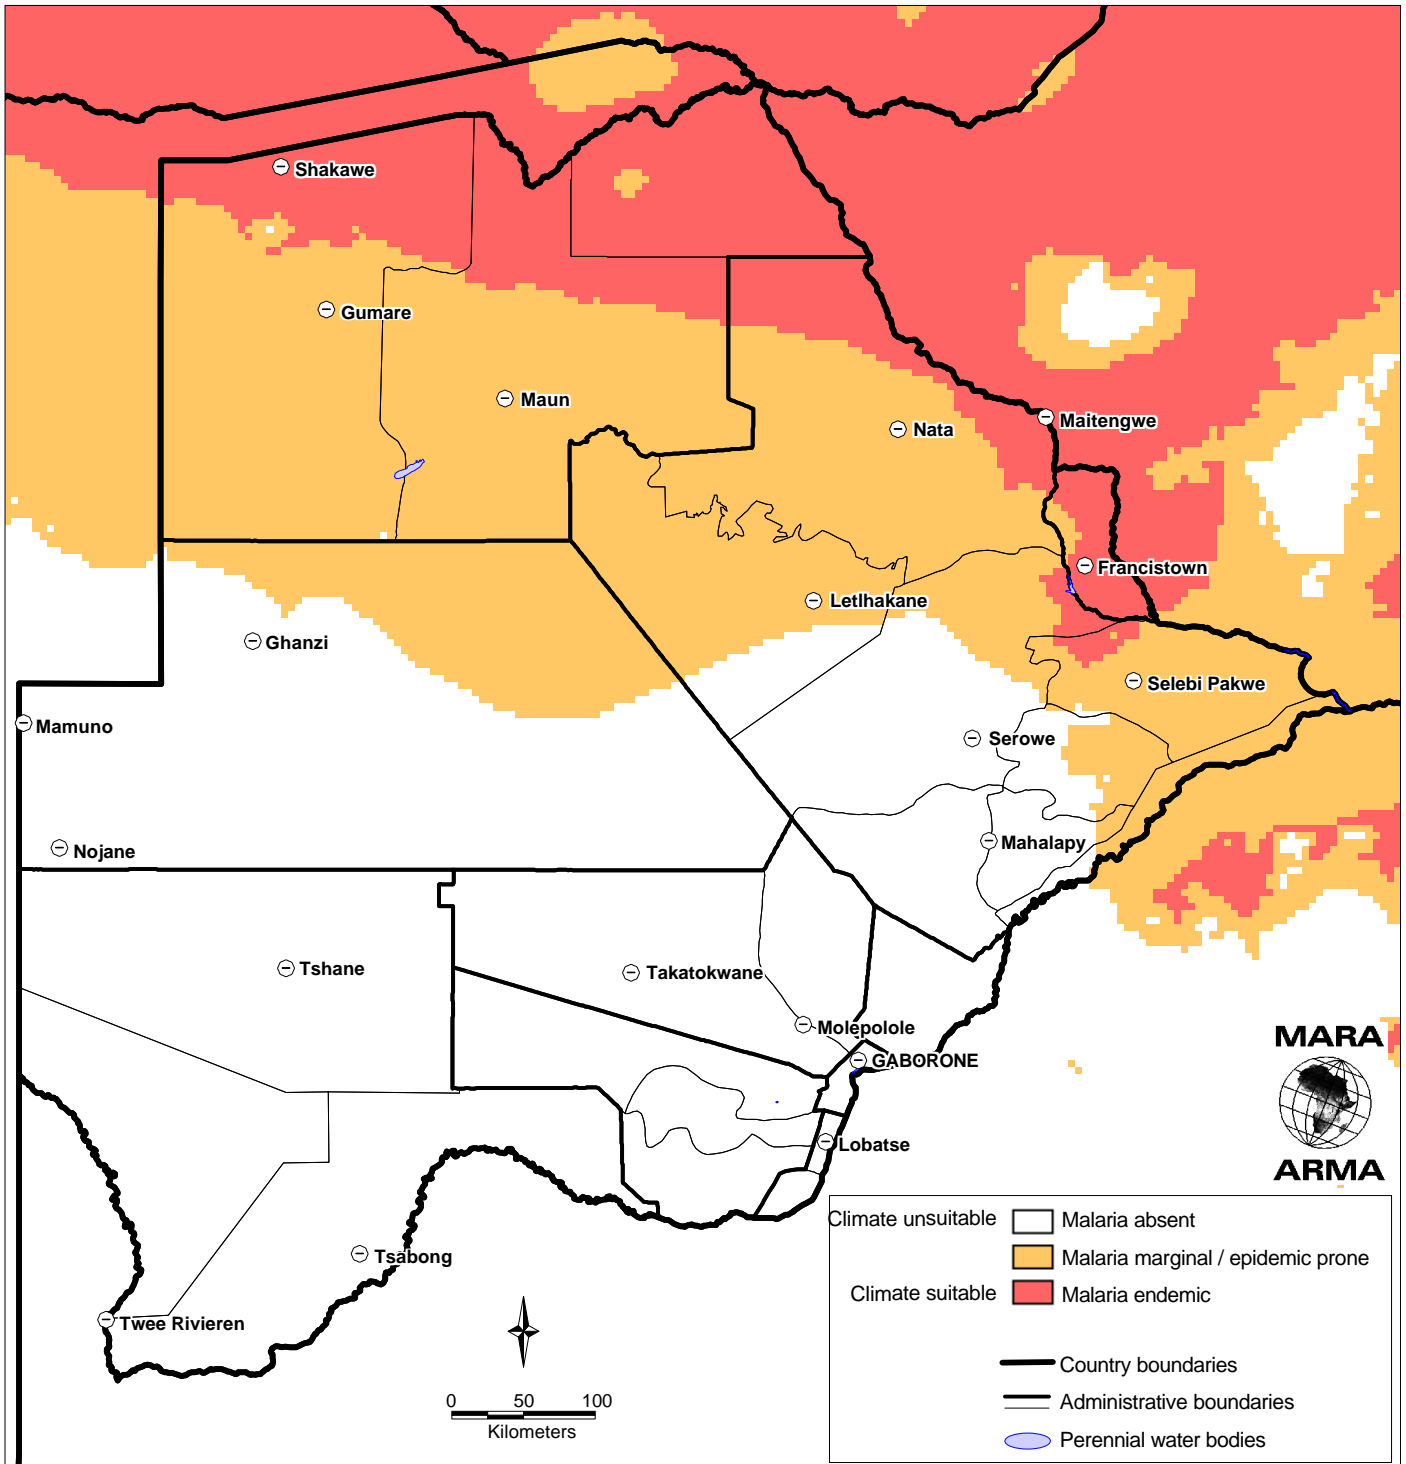 Shakawe
Gumare
Maun
Nata
Maitengwe
Francistown
Letlhakane
Ghanzi
Selebi Pakwe
Mamuno
Serowe
Mahalapy
Nojane
Tshane
Takatokwane
Molepolole
GABORONE
Lobatse
Tsabong
Twee Rivieren
MARA
ARMA
Climate unsuitable Malaria absent
Malaria marginal / epidemic prone
Climate suitable Malaria endemic
Country boundaries
Administrative boundaries
Perennial water bodies
0 50 100
Kilometers